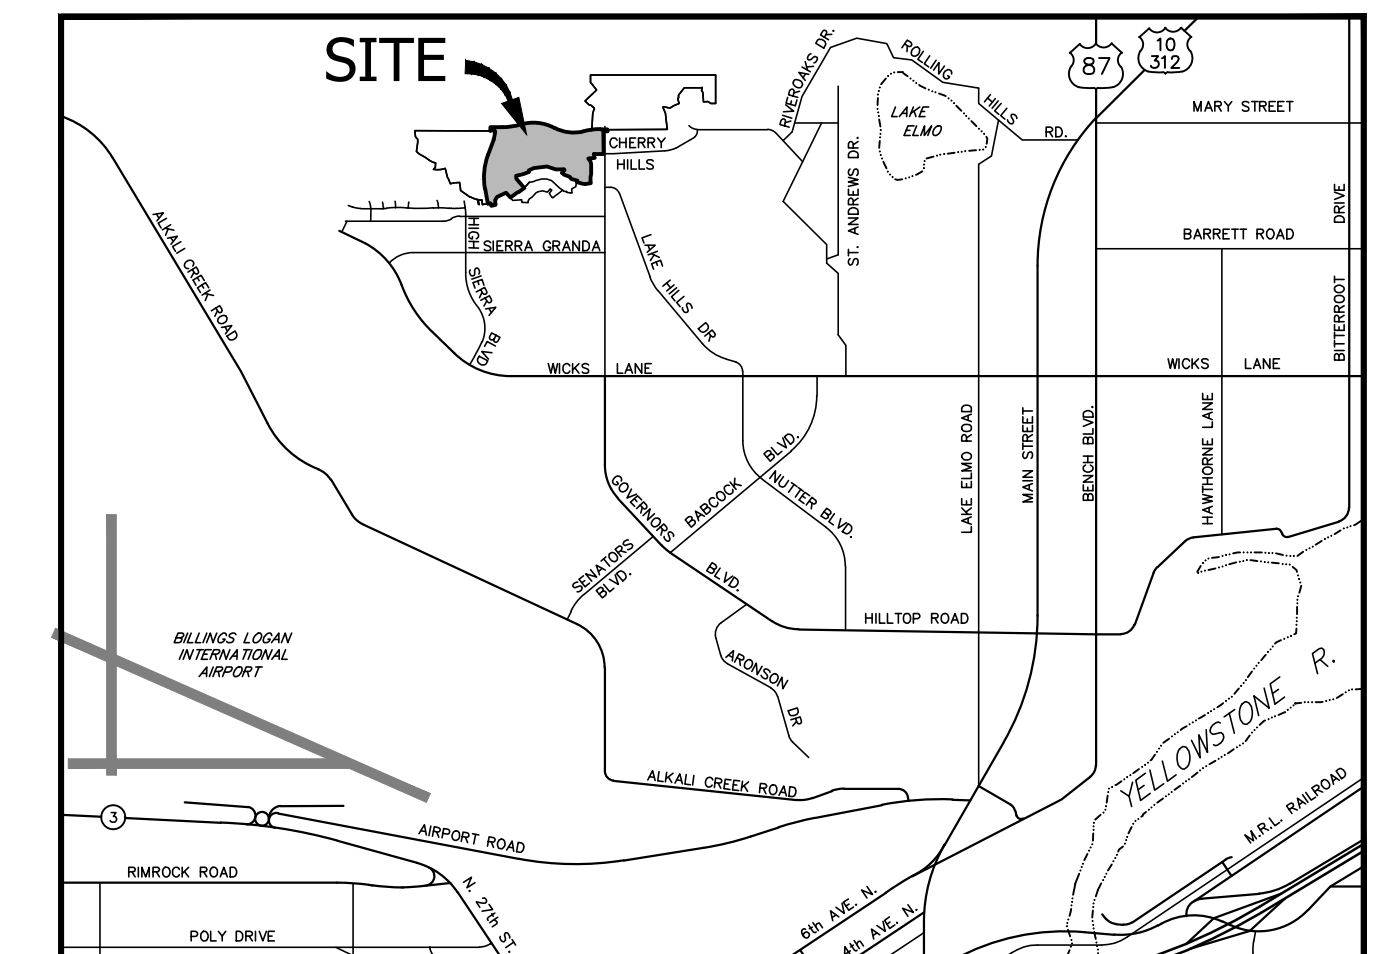 SITE
RIVEROAKS DR.
ROLLING
HILLS
RD.
LAKE
ELMO
87
10
312
MARY STREET
CHERRY
HILLS
ST. ANDREWS DR.
DRIVE
BITTERROOT
BARRETT ROAD
ALKALI CREEK ROAD
HIGH
SIERRA
BLVD
SIERRA GRANDA
LAKE
HILLS DR
WICKS LANE
WICKS LANE
LAKE ELMO ROAD
MAIN STREET
BENCH BLVD.
HAWTHORNE LANE
GOVERNORS
BLVD.
BABCOCK
BLVD.
NUTTER BLVD.
SENATORS
BLVD.
HILLTOP ROAD
BILLINGS LOGAN
INTERNATIONAL
AIRPORT
ARONSON
DR
YELLOWSTONE R.
ALKALI CREEK ROAD
M.R.L. RAILROAD
3
AIRPORT ROAD
RIMROCK ROAD
N. 27th ST.
6th AVE. N.
4th AVE. N.
POLY DRIVE